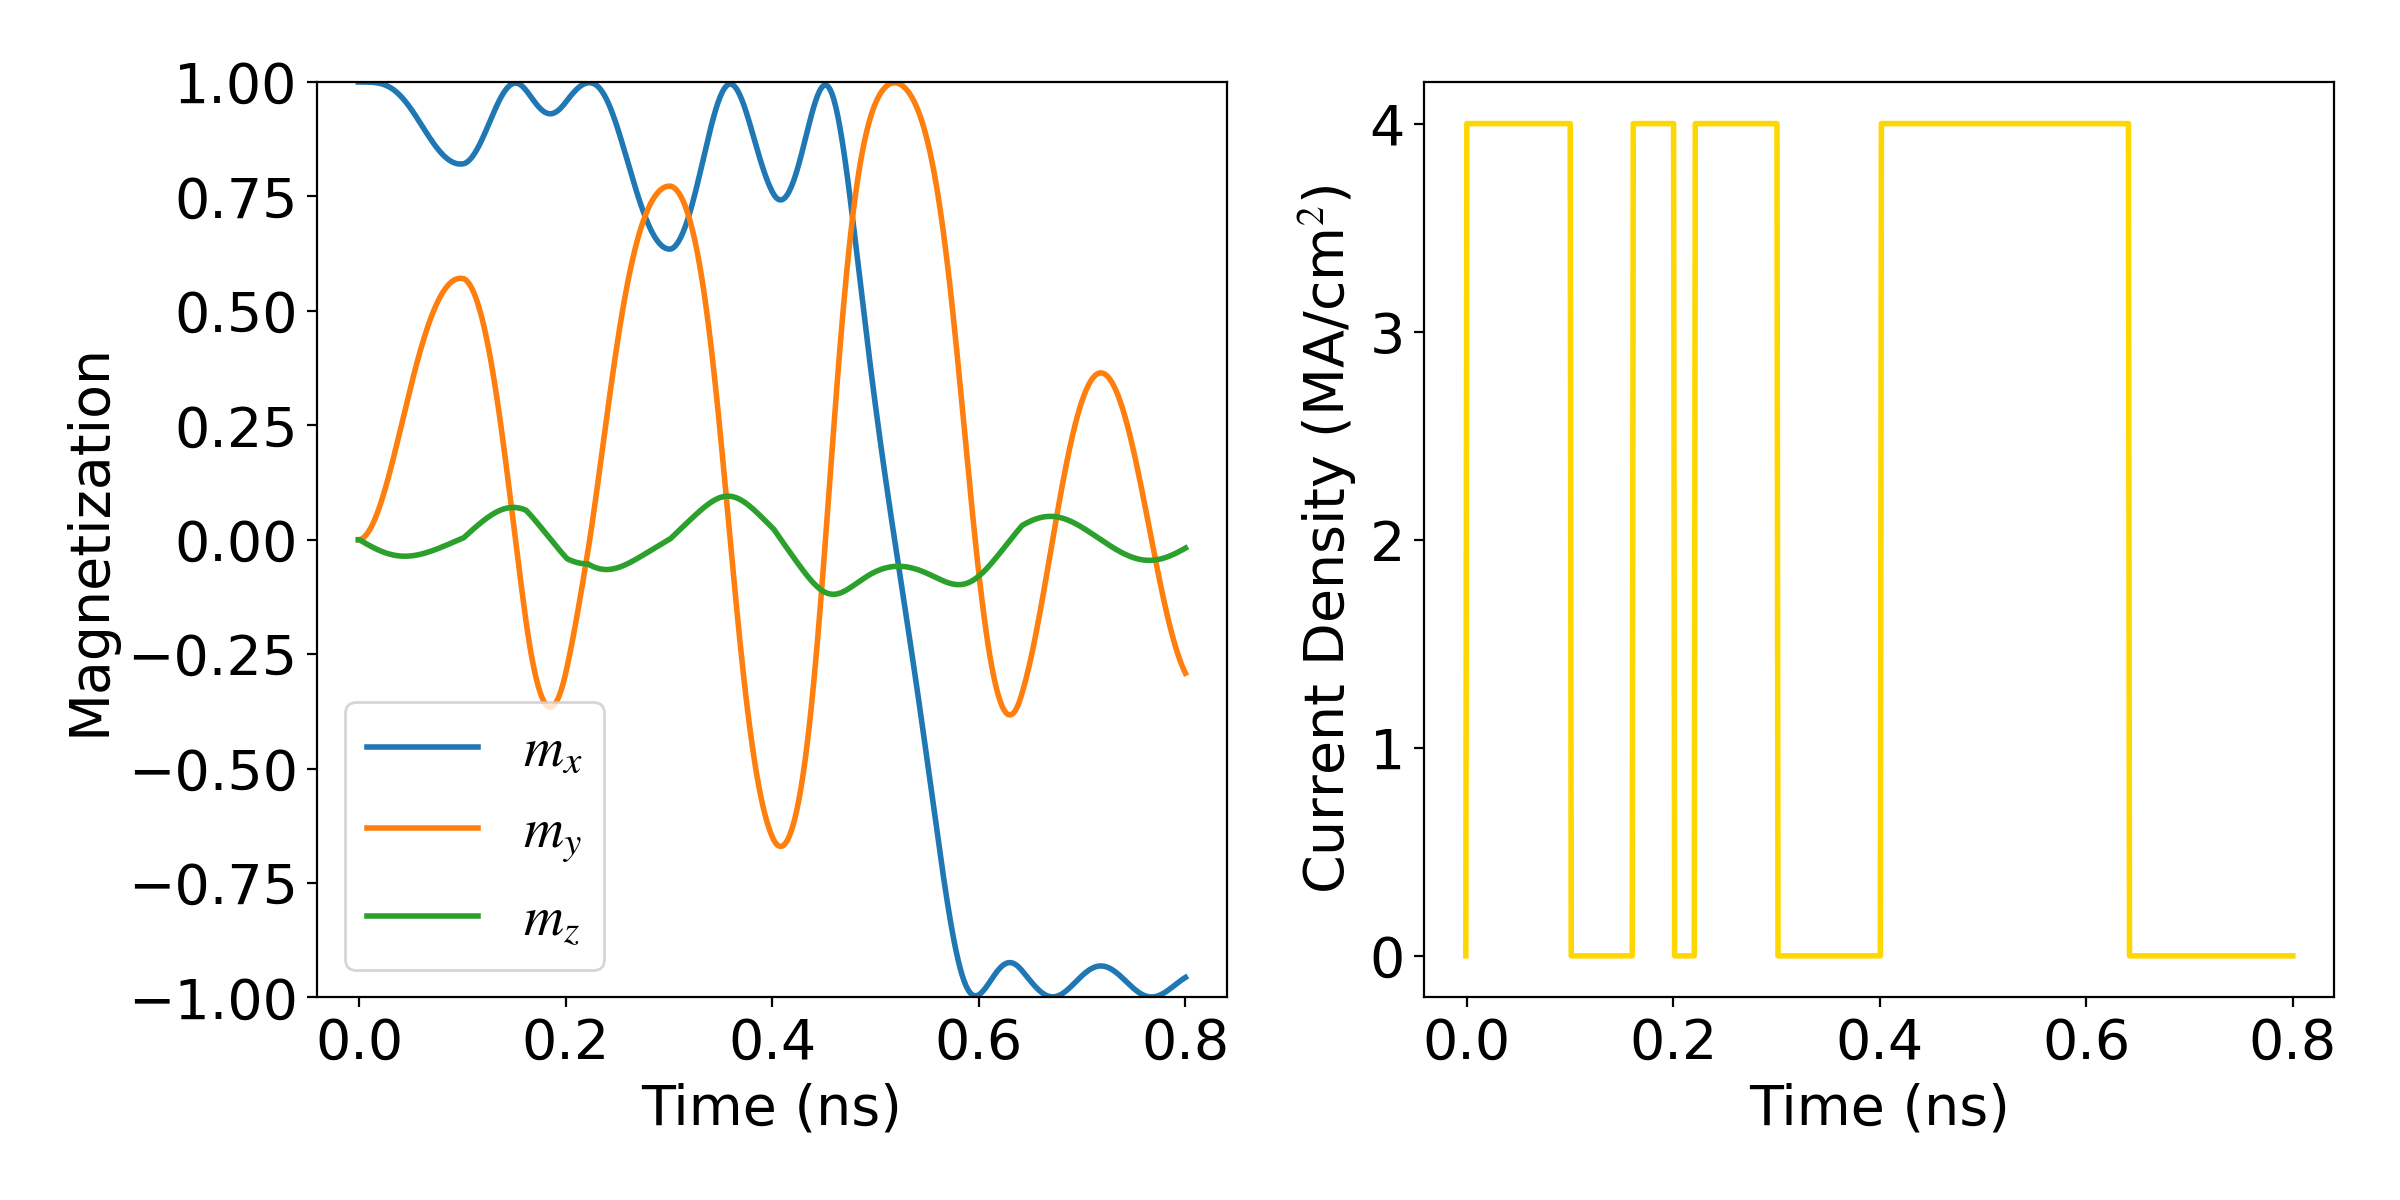 1.00
0.75
0.50
0.25
0.00
−0.25
−0.50
−0.75
−1.00
Magnetization
0.0 0.2 0.4 0.6 0.8
Time (ns)
m_x
m_y
m_z
4
3
2
1
0
Current Density (MA/cm²)
0.0 0.2 0.4 0.6 0.8
Time (ns)